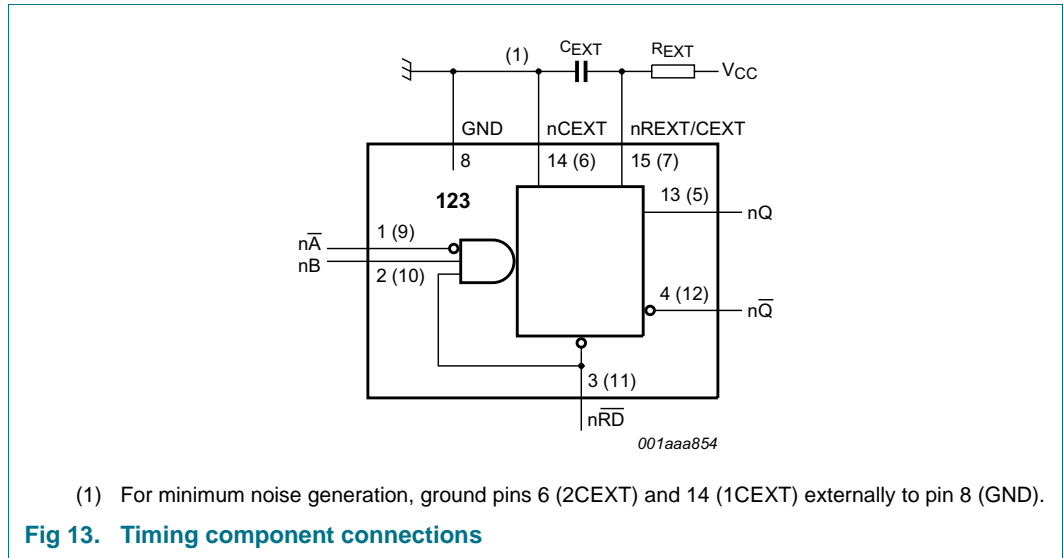 (1) CEXT REXT
VCC
GND nCEXT nREXT/CEXT
8 14 (6) 15 (7)
123
13 (5)
nQ
1 (9)
nA̅
nB
2 (10)
4 (12)
nQ̅
3 (11)
nR̅D̅
001aaa854
(1) For minimum noise generation, ground pins 6 (2CEXT) and 14 (1CEXT) externally to pin 8 (GND).
Fig 13. Timing component connections